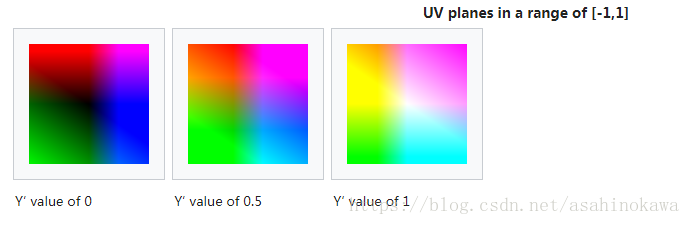 UV planes in a range of [-1,1]
Y′ value of 0
Y′ value of 0.5
Y′ value of 1
https://blog.csdn.net/asahinokawa